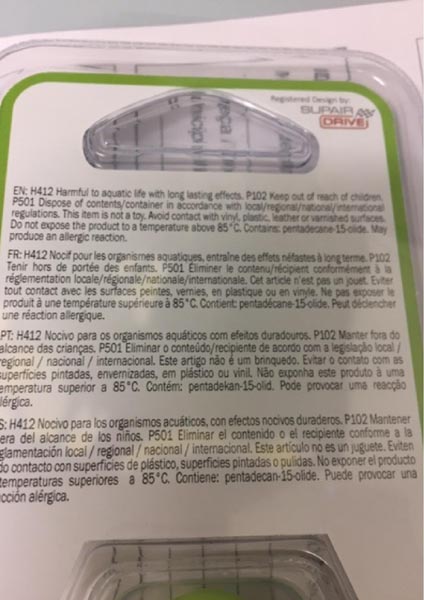 Registered Design by:
SUPAIR
DRIVE
EN: H412 Harmful to aquatic life with long lasting effects. P102 Keep out of reach of children.
P501 Dispose of contents/container in accordance with local/regional/national/international
regulations. This item is not a toy. Avoid contact with vinyl, plastic, leather or varnished surfaces.
Do not expose the product to a temperature above 85°C. Contains: pentadecane-15-olide. May
produce an allergic reaction.
FR: H412 Nocif pour les organismes aquatiques, entraîne des effets néfastes à long terme. P102
Tenir hors de portée des enfants. P501 Éliminer le contenu/récipient conformément à la
réglementation locale/régionale/nationale/internationale. Cet article n'est pas un jouet. Eviter
tout contact avec les surfaces peintes, vernies, en plastique ou en vinyle. Ne pas exposer le
produit à une température supérieure à 85°C. Contient: pentadécane-15-olide. Peut déclencher
une réaction allergique.
PT: H412 Nocivo para os organismos aquáticos com efeitos duradouros. P102 Manter fora do
alcance das crianças. P501 Eliminar o conteúdo/recipiente de acordo com a legislação local /
regional / nacional / internacional. Este artigo não é um brinquedo. Evitar o contato com as
superfícies pintadas, envernizadas, em plástico ou vinil. Não exponha este produto à uma
temperatura superior a 85°C. Contém: pentadekan-15-olid. Pode provocar uma reacção
lérgica.
S: H412 Nocivo para los organismos acuáticos, con efectos nocivos duraderos. P102 Mantener
era del alcance de los niños. P501 Eliminar el contenido o el recipiente conforme a la
glamentación local / regional / nacional / internacional. Este artículo no es un juguete. Eviten
do contacto con superficies de plástico, superficies pintadas o pulidas. No exponer el producto
temperaturas superiores a 85°C. Contiene: pentadecan-15-olide. Puede provocar una
cción alérgica.